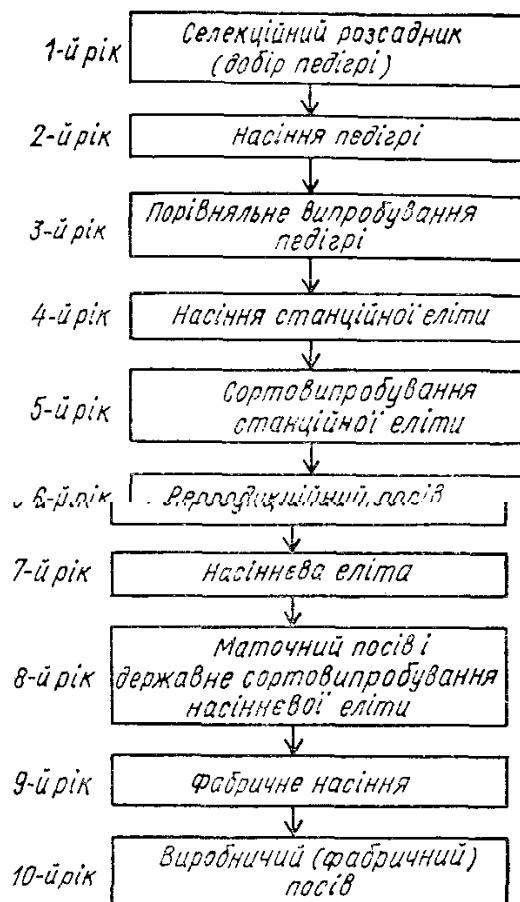 1-й рік
Селекційний розсадник
(добір педігрі)
2-й рік
Насіння педігрі
3-й рік
Порівняльне випробування
педігрі
4-й рік
Насіння станційної еліти
5-й рік
Сортовипробування
станційної еліти
6-й рік
Репродукційний посів
7-й рік
Насіннєва еліта
8-й рік
Маточний посів і
державне сортовипробування
насіннєвої еліти
9-й рік
Фабричне насіння
10-й рік
Виробничий (фабричний)
посів